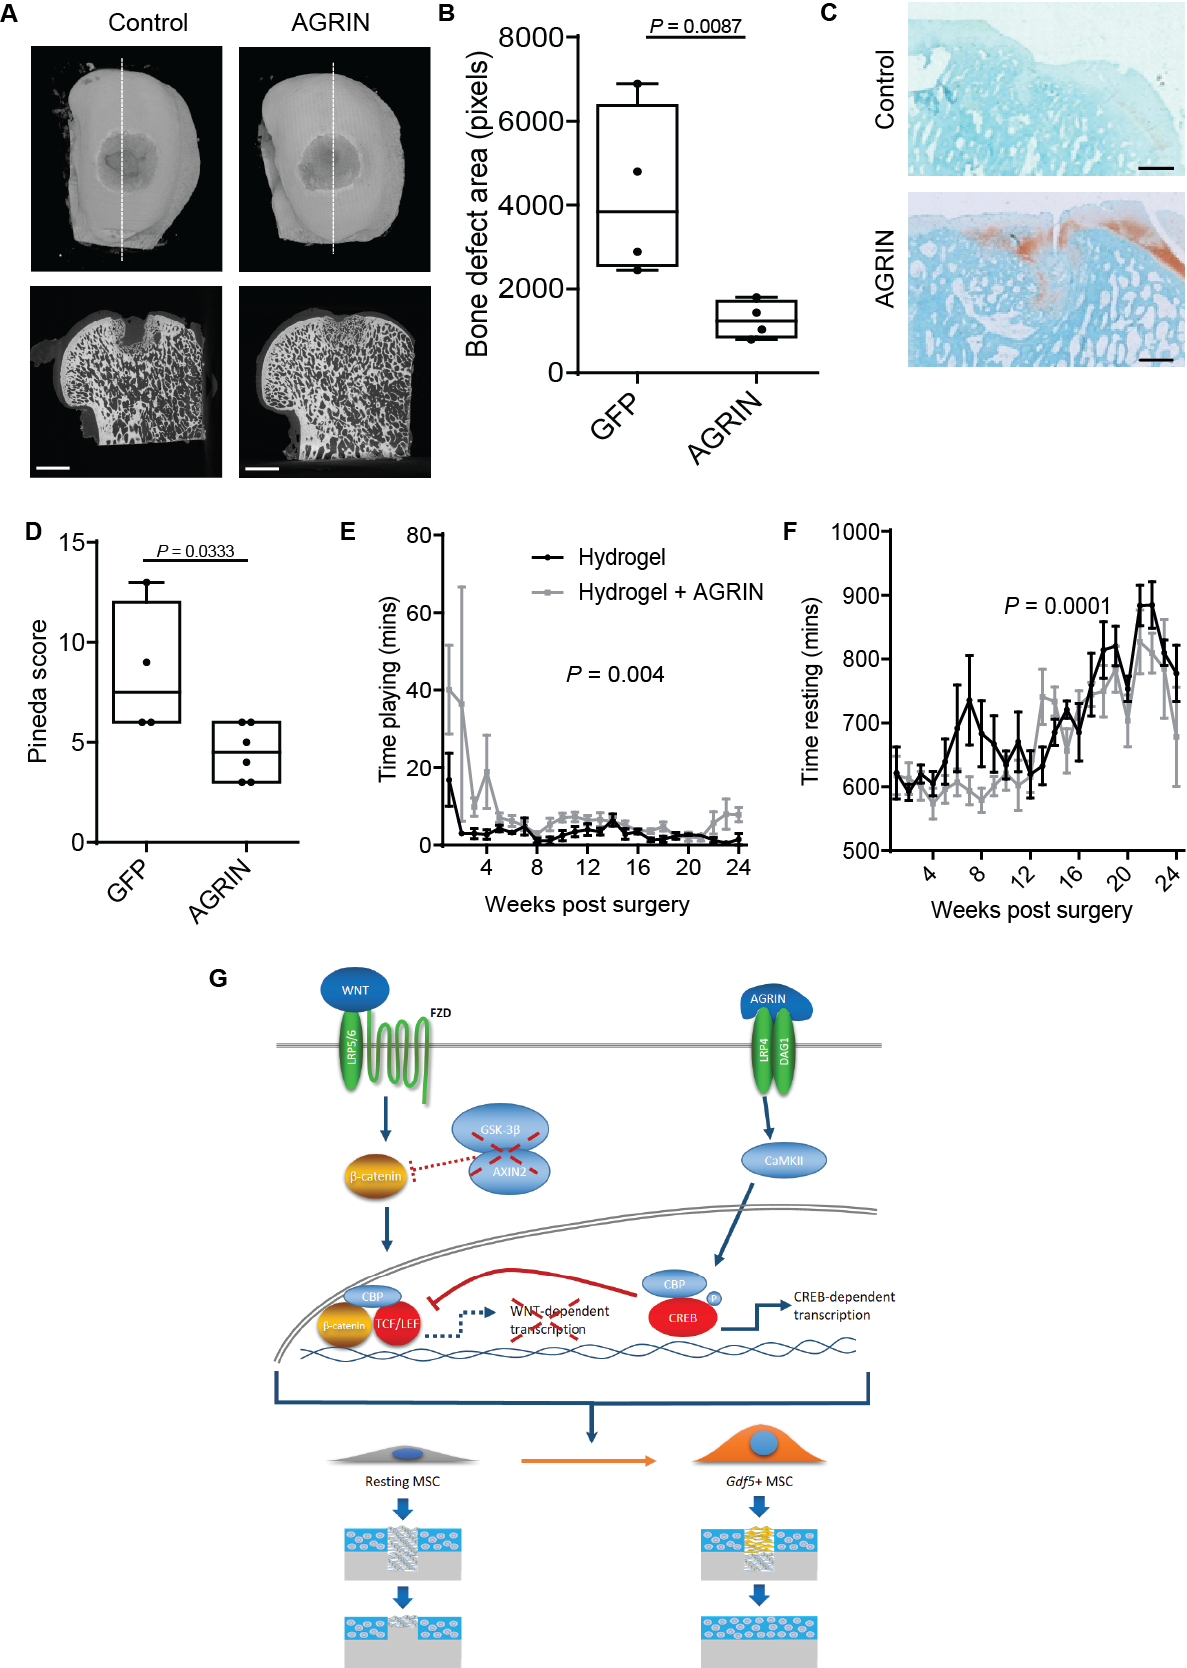 A
Control
AGRIN
B
P = 0.0087
Bone defect area (pixels)
8000
6000
4000
2000
0
GFP
AGRIN
C
Control
AGRIN
D
P = 0.0333
Pineda score
15
10
5
0
GFP
AGRIN
E
Time playing (mins)
80
60
40
20
0
Hydrogel
Hydrogel + AGRIN
P = 0.004
4 8 12 16 20 24
Weeks post surgery
F
Time resting (mins)
1000
900
800
700
600
500
P = 0.0001
4 8 12 16 20 24
Weeks post surgery
G
WNT
FZD
LRP5/6
AGRIN
LRP4
DAG1
GSK-3β
AXIN2
β-catenin
CaMKII
CBP
β-catenin
TCF/LEF
WNT-dependent
transcription
CBP
P
CREB
CREB-dependent
transcription
Resting MSC
Gdf5+ MSC